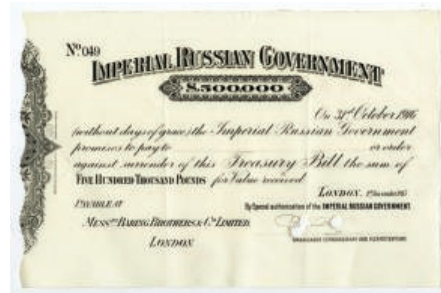 Nº 049
IMPERIAL RUSSIAN GOVERNMENT
£.500,000
On 31st October 1916
(without days of grace) the Imperial Russian Government
promises to pay to or order
against surrender of this Treasury Bill the sum of
FIVE HUNDRED THOUSAND POUNDS for Value received.
LONDON,
By Special authorisation of the IMPERIAL RUSSIAN GOVERNMENT.
PAYABLE AT
MESSRS BARING BROTHERS & CO LIMITED,
LONDON.